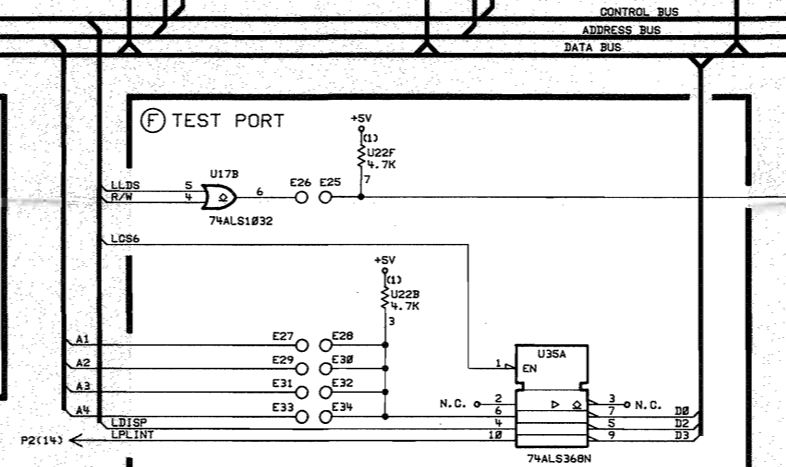 CONTROL BUS
ADDRESS BUS
DATA BUS
F TEST PORT
+5V
(1)
U22F
4.7K
7
U17B
LLDS 5
R/W 4
6
E26 E25
74ALS1032
LCS6
+5V
(1)
U22B
4.7K
3
A1 E27 E28
A2 E29 E30
A3 E31 E32
A4 E33 E34
U35A
1 EN
N.C. 2
3 N.C.
6 7 D0
LDISP 4 5 D2
P2(14) LPLINT 10 9 D3
74ALS368N